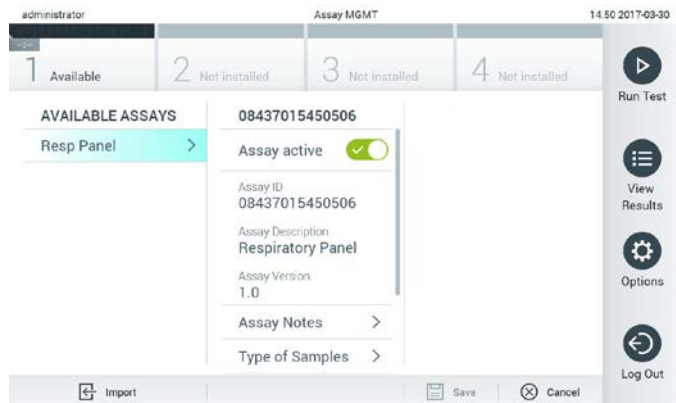 administrator Assay MGMT 14:50 2017-03-30
1 Available 2 Not installed 3 Not installed 4 Not installed
Run Test
AVAILABLE ASSAYS 08437015450506
Resp Panel > Assay active
View
Results
Assay ID
08437015450506
Assay Description
Respiratory Panel
Options
Assay Version
1.0
Assay Notes >
Type of Samples >
Log Out
Import Save Cancel